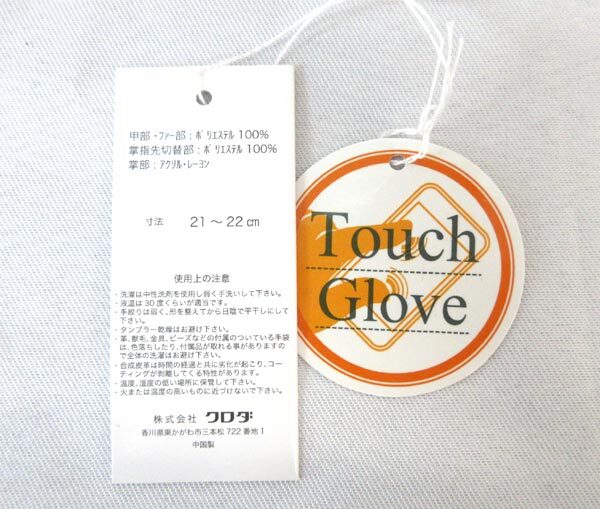 甲部・ファー部：ポリエステル 100%
掌指先切替部：ポリエステル 100%
掌部：アクリル・レーヨン
寸法 21～22cm
使用上の注意
・洗濯は中性洗剤を使用し弱く手洗いして下さい。
・液温は30度くらいが適当です。
・手絞りは弱く、形を整えてから日陰で平干しにして
下さい。
・タンブラー乾燥はお避け下さい。
・革、獣毛、金具、ビーズなどの付属のついている手袋
は、色落ちしたり、付属品が取れる事がありますので
で全体の洗濯はお避け下さい。
・合成皮革は時間の経過と共に劣化が起こり、コー
ティングが剥離してくる特性があります。
・温度、湿度の低い場所に保管して下さい。
・火または温度の高いものに近づけないで下さい。
株式会社 クロダ
香川県東かがわ市三本松 722 番地 1
中国製
Touch
Glove